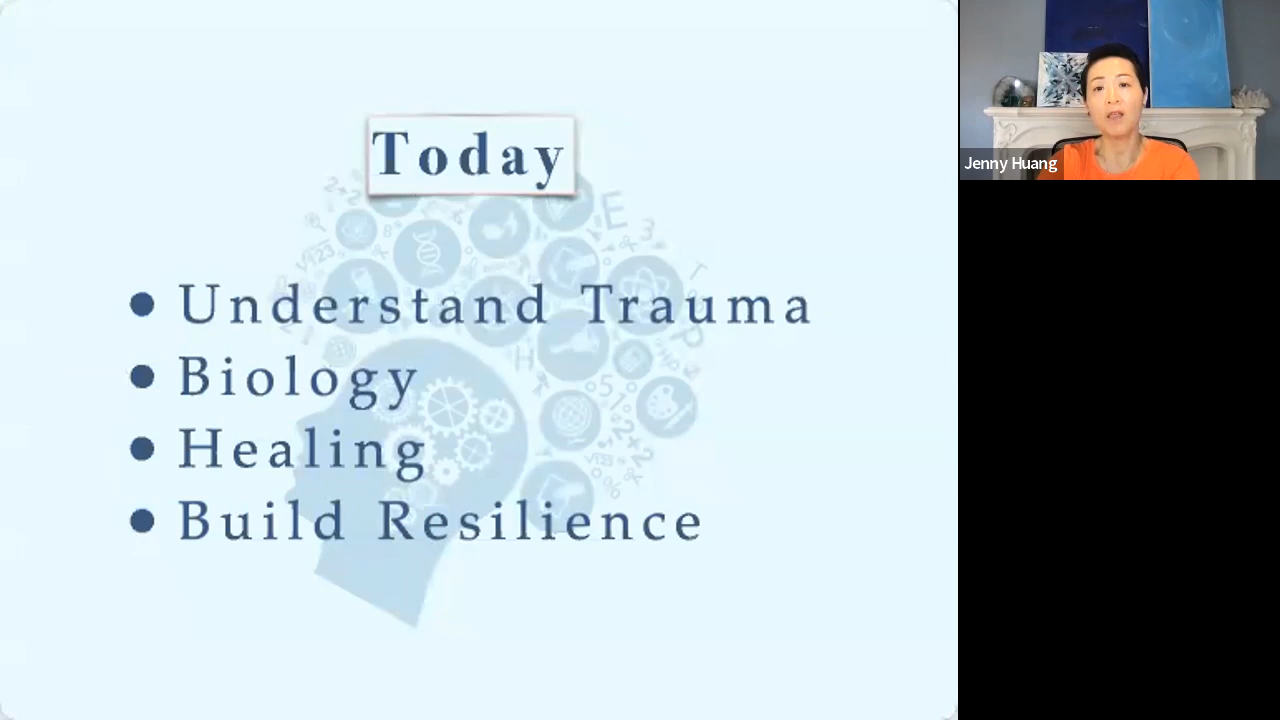 Today
Understand Trauma
Biology
Healing
Build Resilience
Jenny Huang